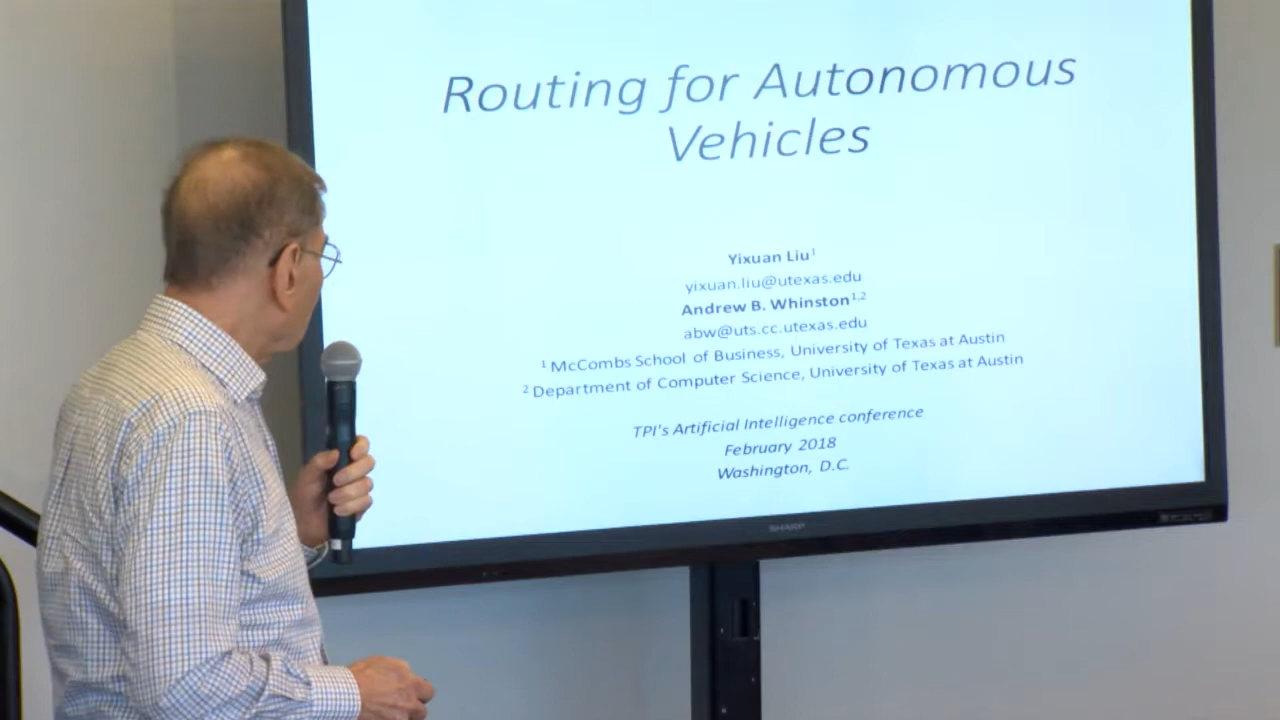 Routing for Autonomous
Vehicles
Yixuan Liu¹
yixuan.liu@utexas.edu
Andrew B. Whinston¹,²
abw@uts.cc.utexas.edu
¹ McCombs School of Business, University of Texas at Austin
² Department of Computer Science, University of Texas at Austin
TPI's Artificial Intelligence conference
February 2018
Washington, D.C.
SHARP